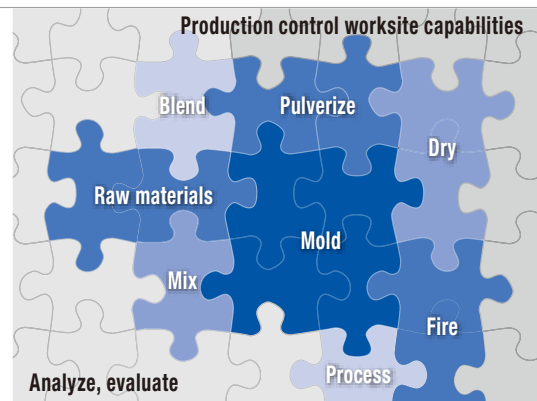 Production control worksite capabilities
Blend
Pulverize
Dry
Raw materials
Mold
Mix
Fire
Process
Analyze, evaluate